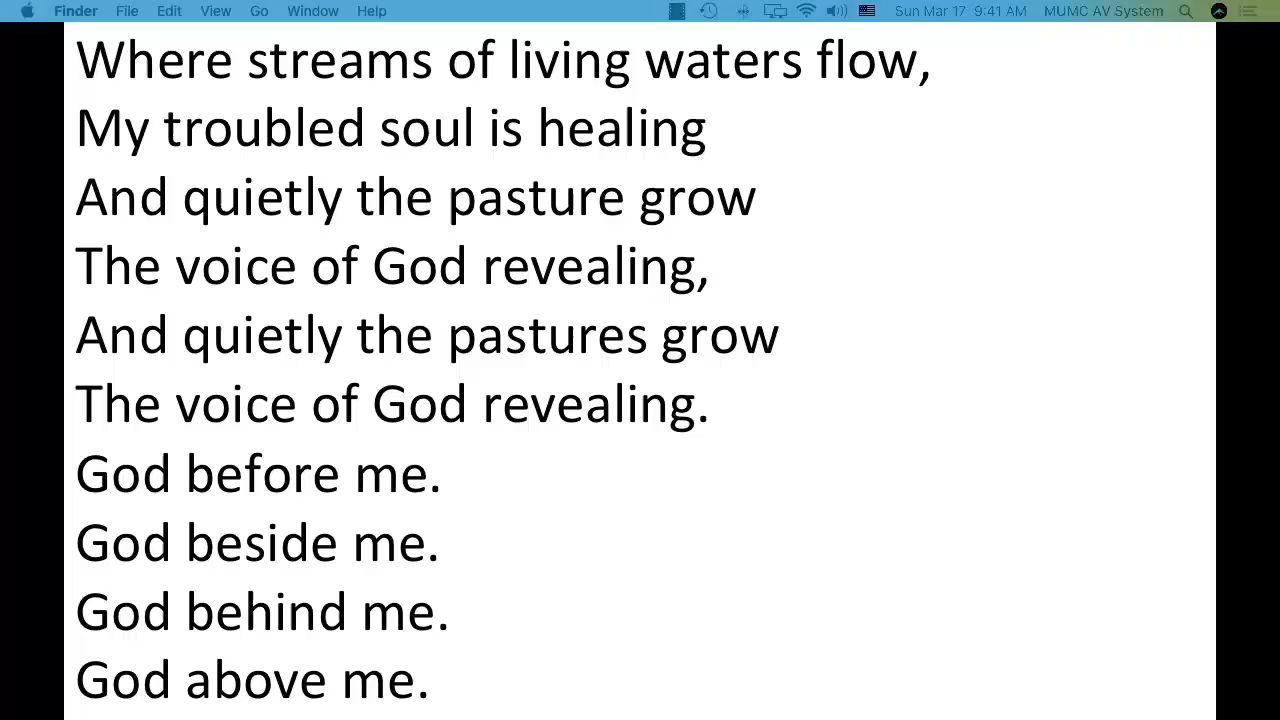 Finder File Edit View Go Window Help Sun Mar 17 9:41 AM MUMC AV System
Where streams of living waters flow,
My troubled soul is healing
And quietly the pasture grow
The voice of God revealing,
And quietly the pastures grow
The voice of God revealing.
God before me.
God beside me.
God behind me.
God above me.